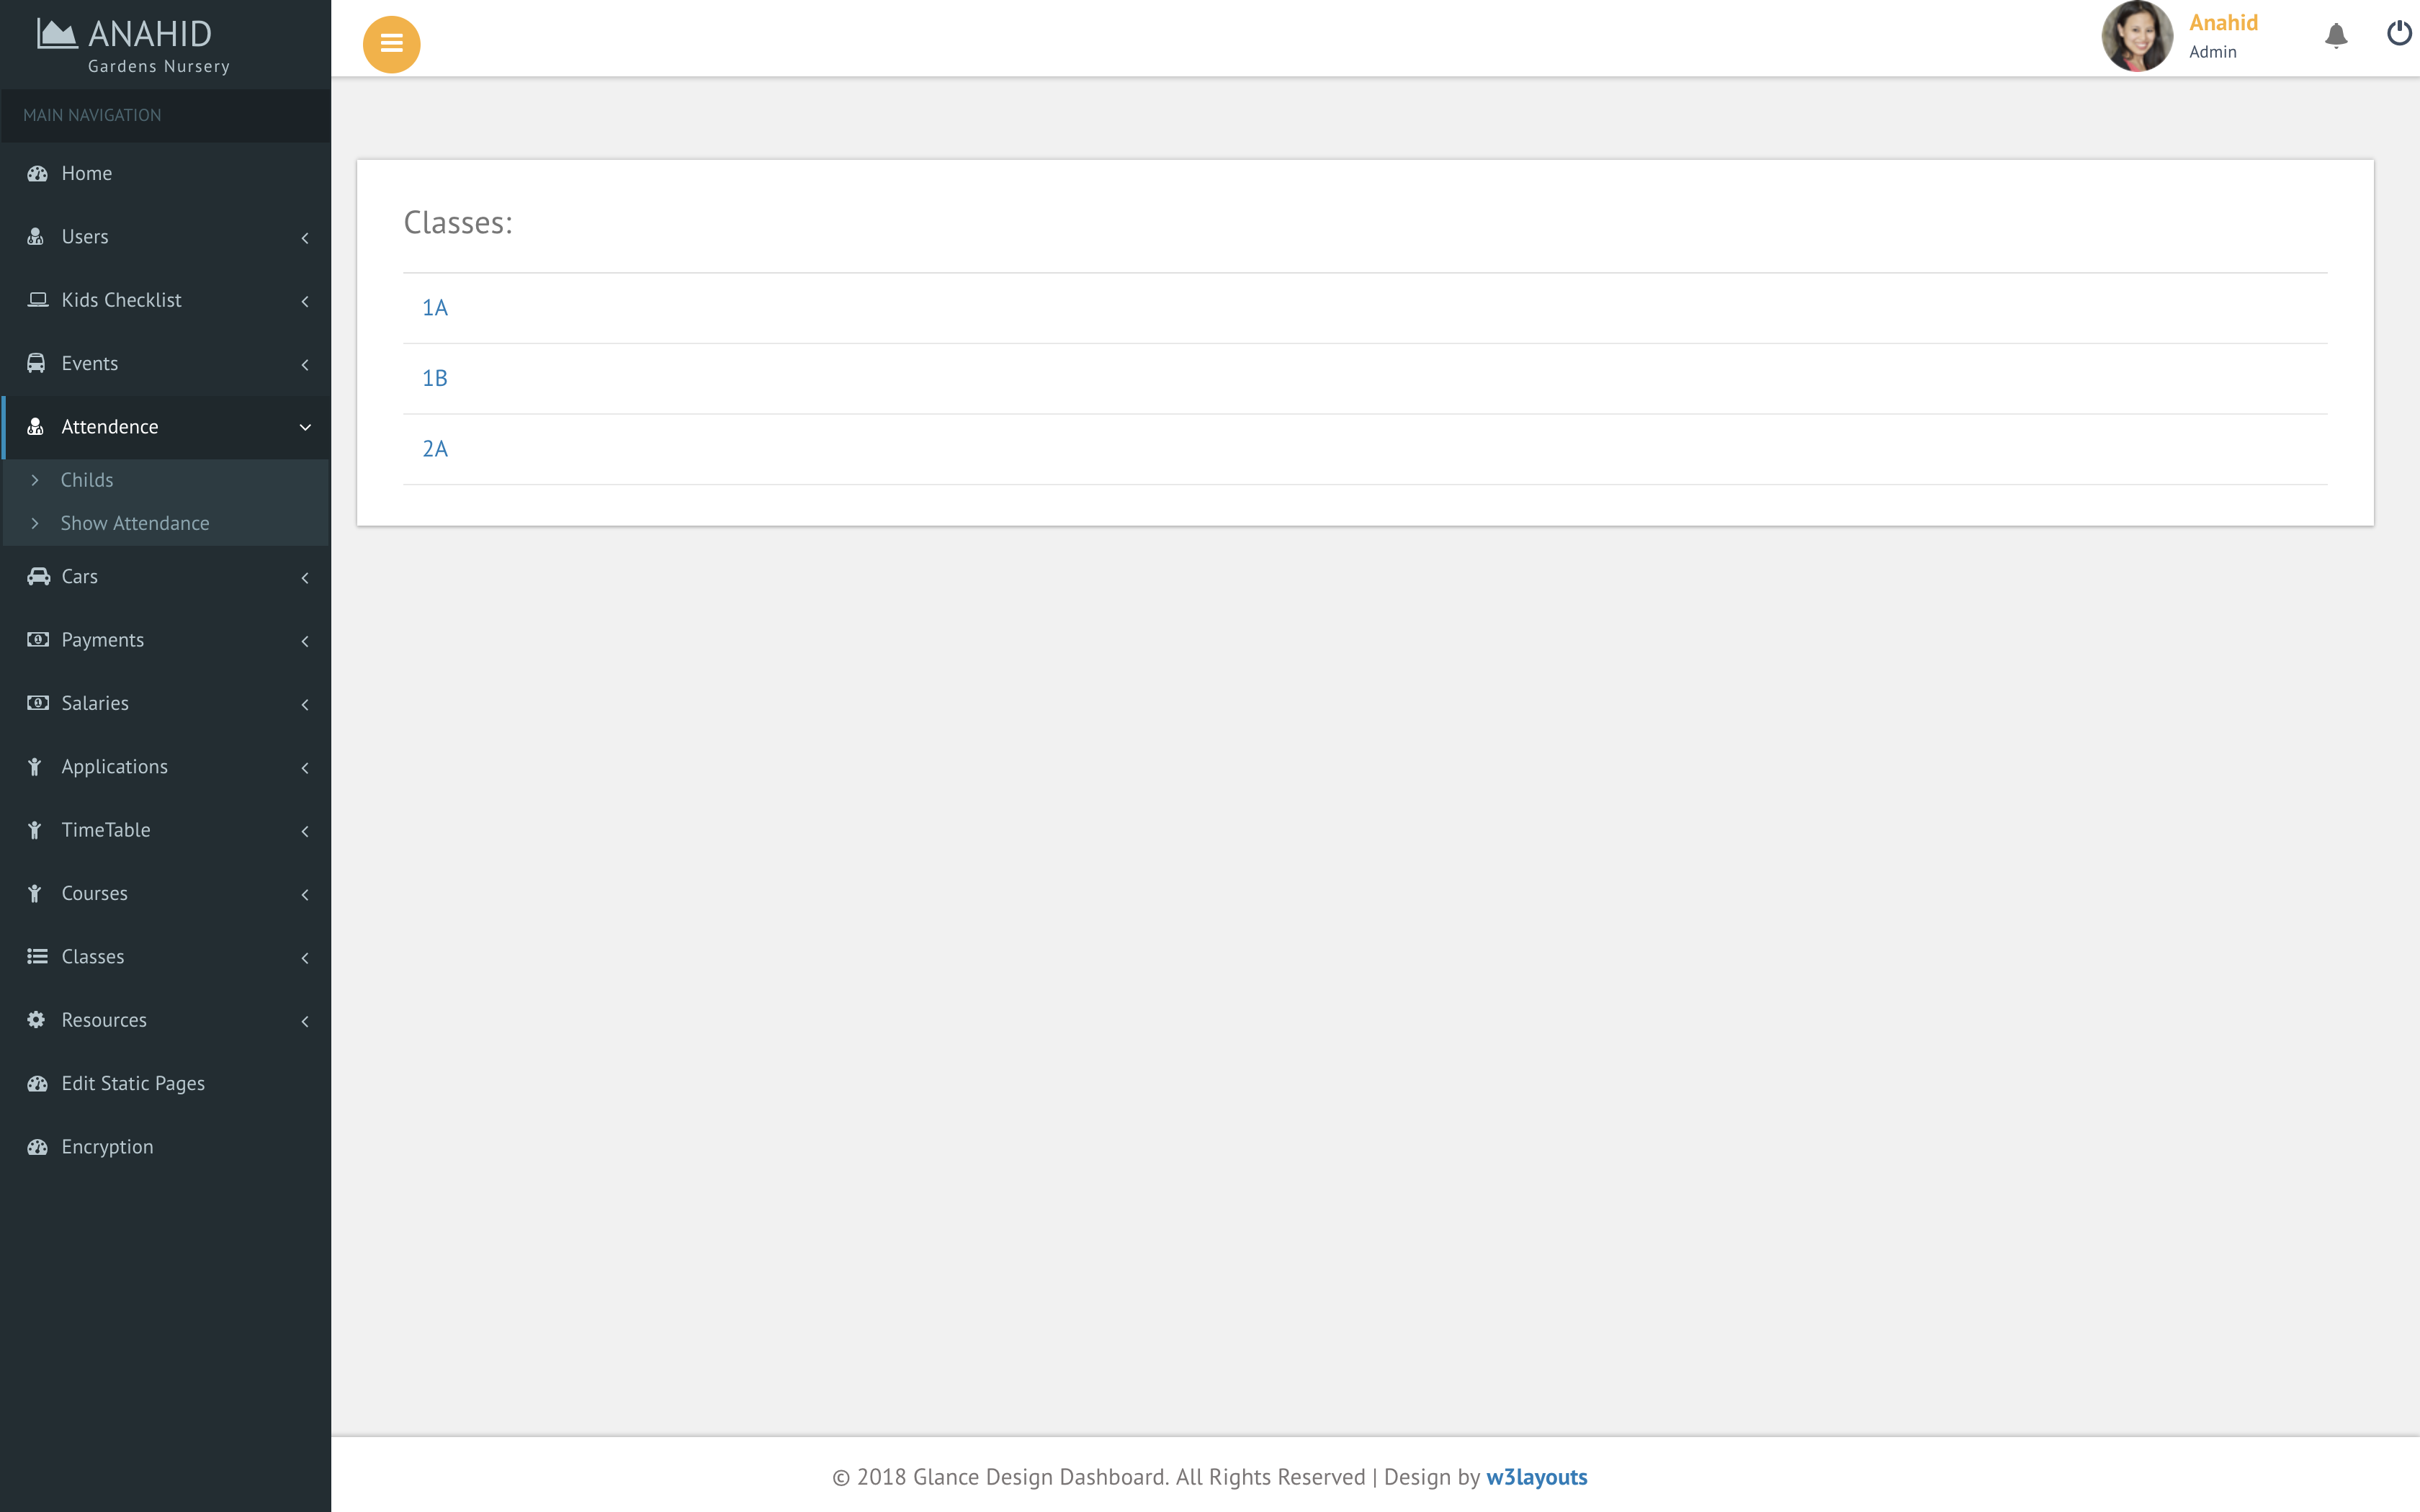 ANAHID
Gardens Nursery
MAIN NAVIGATION
Home
Users
Kids Checklist
Events
Attendence
Childs
Show Attendance
Cars
Payments
Salaries
Applications
TimeTable
Courses
Classes
Resources
Edit Static Pages
Encryption
Anahid
Admin
Classes:
1A
1B
2A
© 2018 Glance Design Dashboard. All Rights Reserved | Design by w3layouts